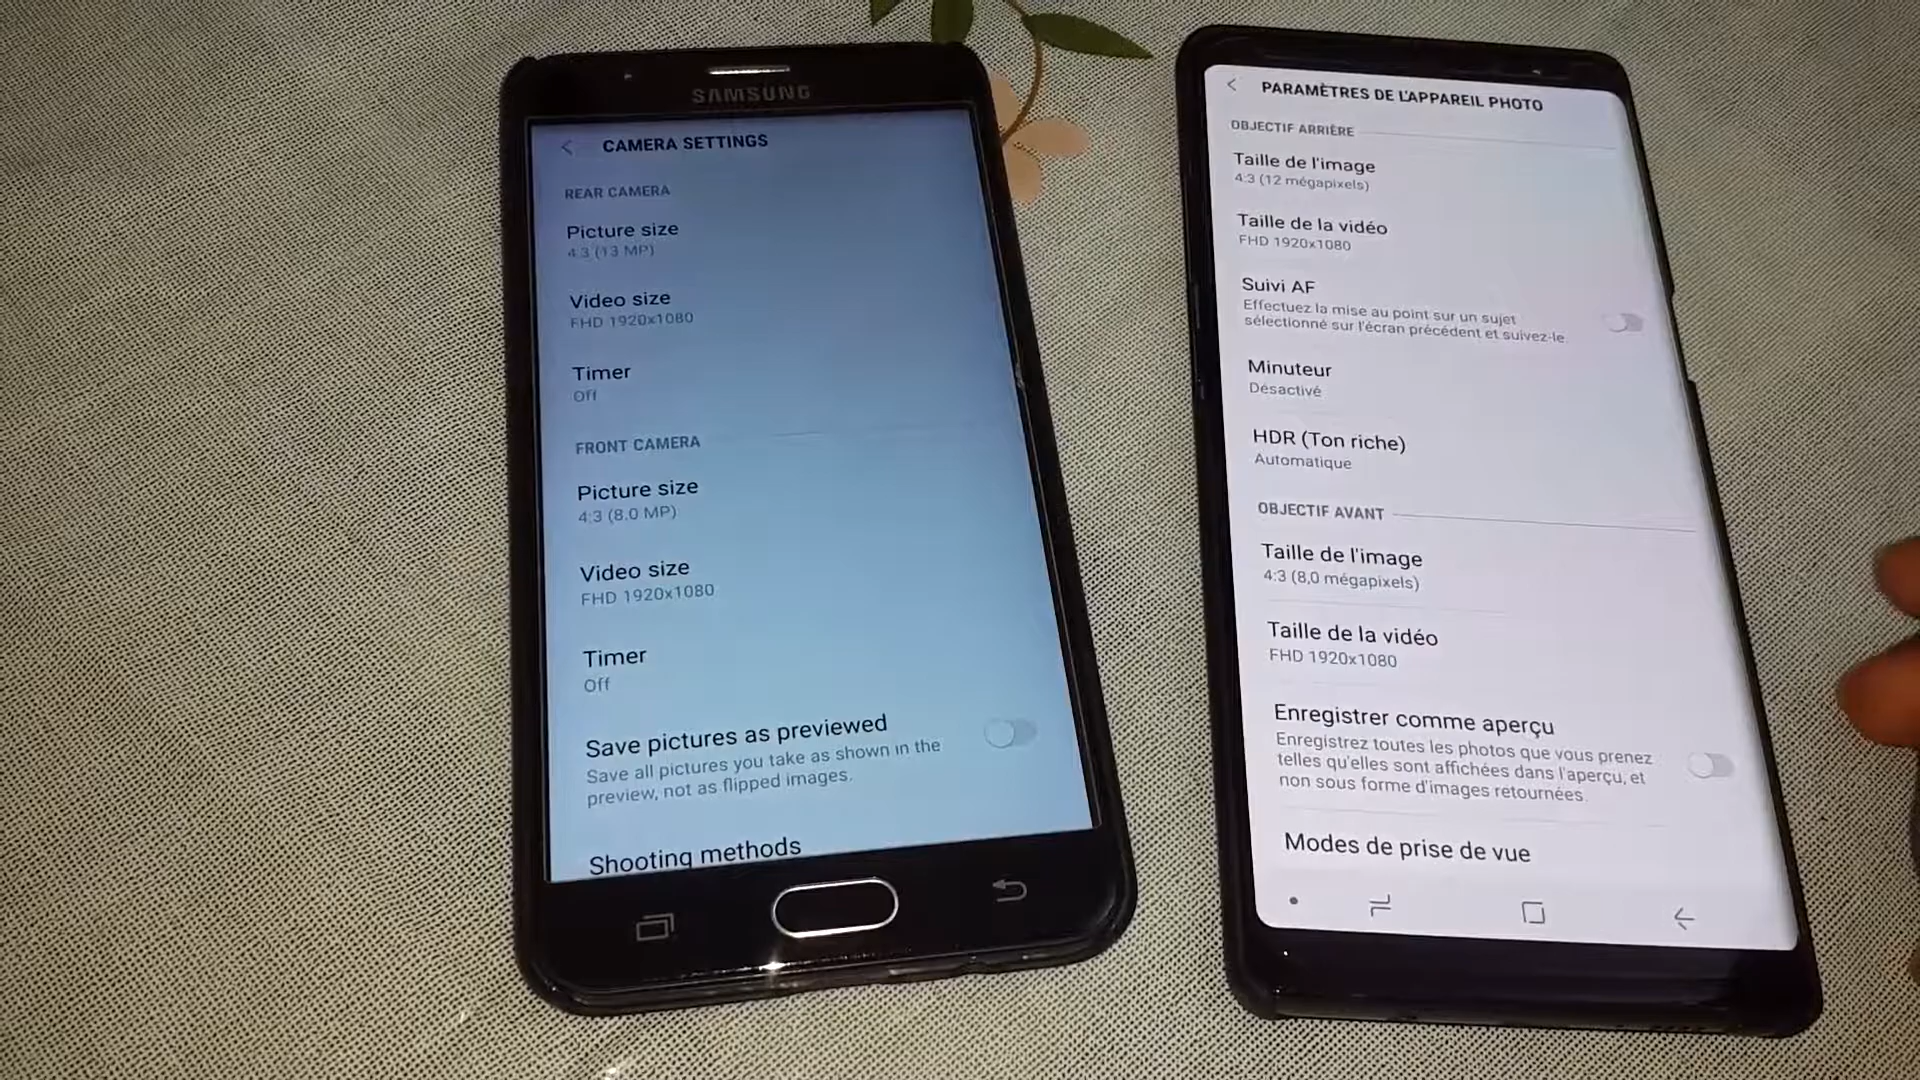 SAMSUNG
CAMERA SETTINGS
REAR CAMERA
Picture size
4:3 (13 MP)
Video size
FHD 1920x1080
Timer
Off
FRONT CAMERA
Picture size
4:3 (8.0 MP)
Video size
FHD 1920x1080
Timer
Off
Save pictures as previewed
Save all pictures you take as shown in the
preview, not as flipped images.
Shooting methods
PARAMÈTRES DE L'APPAREIL PHOTO
OBJECTIF ARRIÈRE
Taille de l'image
4:3 (12 mégapixels)
Taille de la vidéo
FHD 1920x1080
Suivi AF
Effectuez la mise au point sur un sujet
sélectionné sur l'écran précédent et suivez-le.
Minuteur
Désactivé
HDR (Ton riche)
Automatique
OBJECTIF AVANT
Taille de l'image
4:3 (8,0 mégapixels)
Taille de la vidéo
FHD 1920x1080
Enregistrer comme aperçu
Enregistrez toutes les photos que vous prenez
telles qu'elles sont affichées dans l'aperçu, et
non sous forme d'images retournées.
Modes de prise de vue